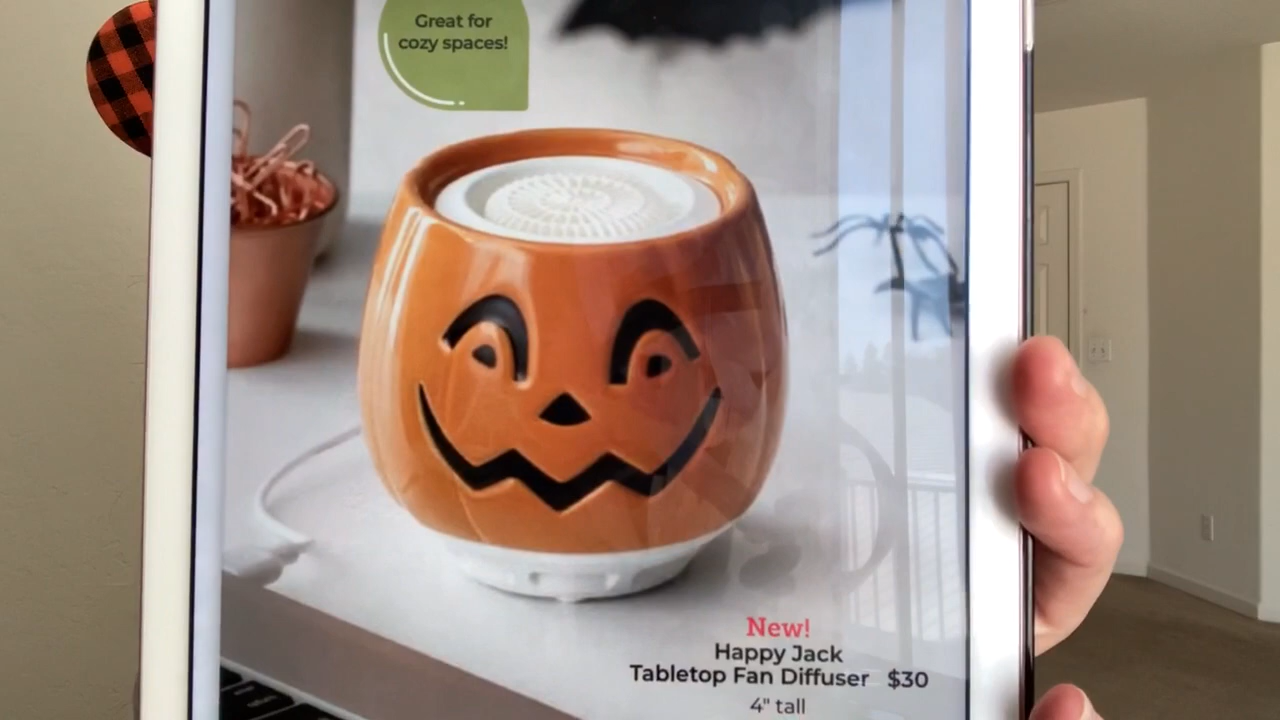 Great for
cozy spaces!
New!
Happy Jack
Tabletop Fan Diffuser $30
4" tall